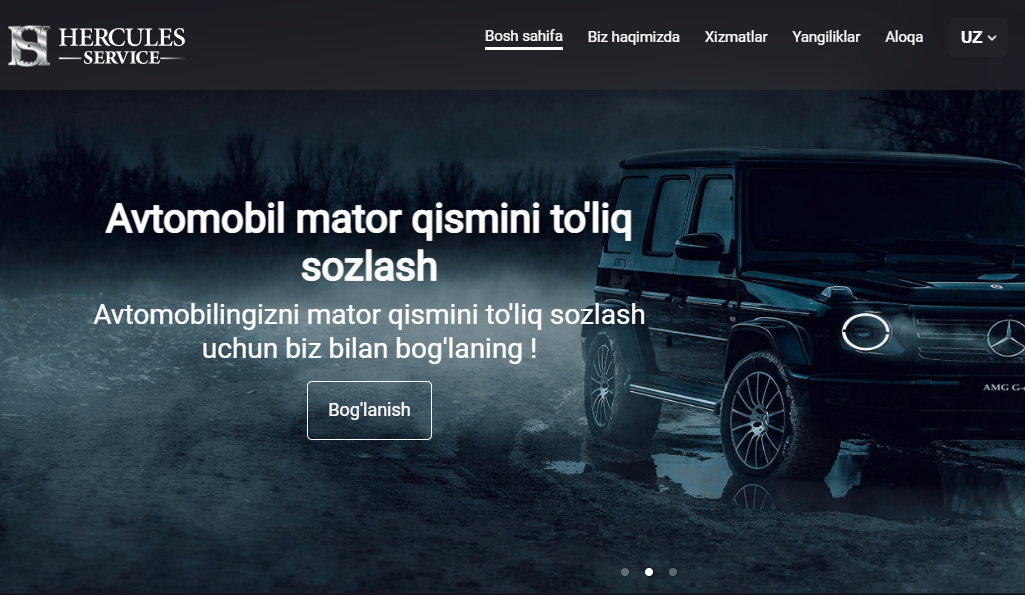 HERCULES
SERVICE
Bosh sahifa Biz haqimizda Xizmatlar Yangiliklar Aloqa UZ
Avtomobil mator qismini to'liq
sozlash
Avtomobilingizni mator qismini to'liq sozlash
uchun biz bilan bog'laning !
Bog'lanish
AMG G